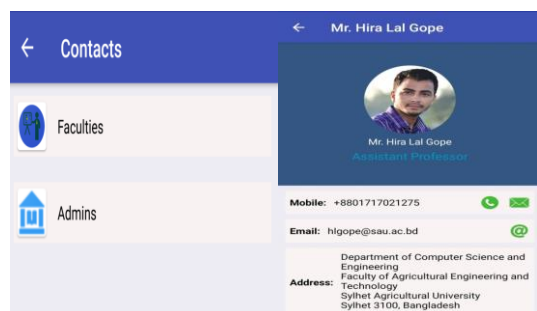 Contacts
Faculties
Admins
Mr. Hira Lal Gope
Mr. Hira Lal Gope
Assistant Professor
Mobile: +8801717021275
Email: hlgope@sau.ac.bd
Address: Department of Computer Science and
Engineering
Faculty of Agricultural Engineering and
Technology
Sylhet Agricultural University
Sylhet 3100, Bangladesh